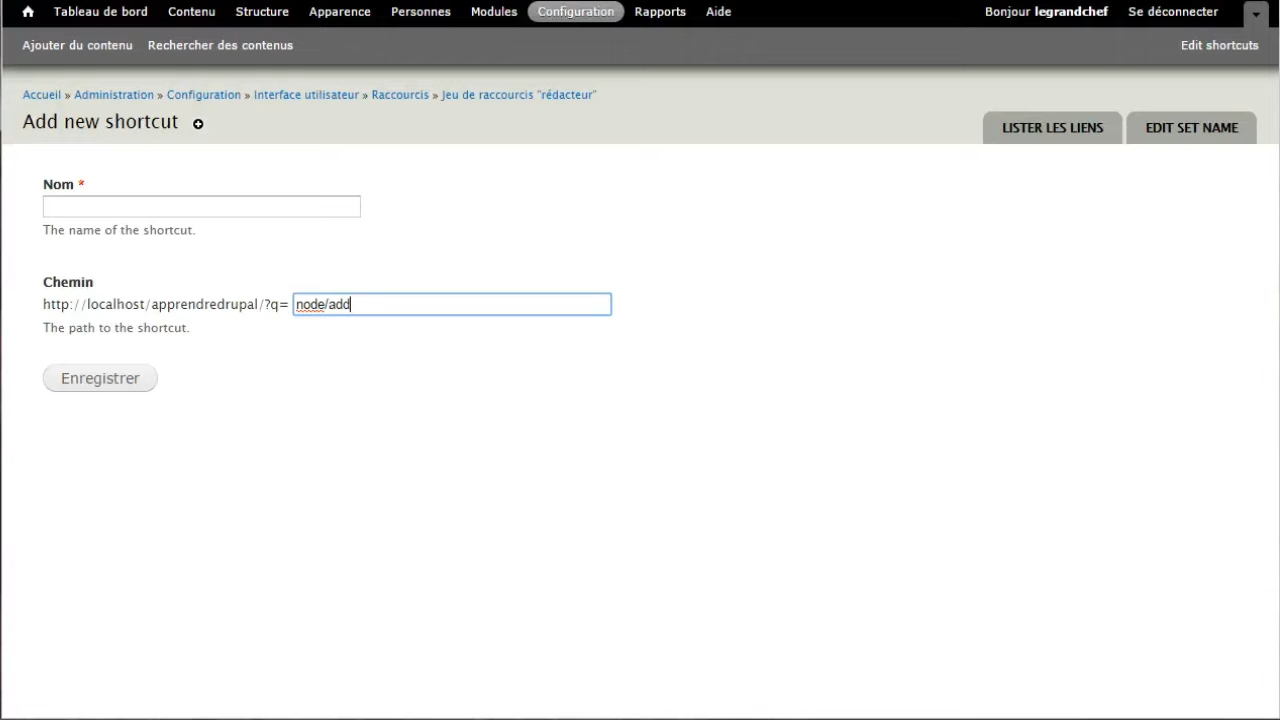 Tableau de bord Contenu Structure Apparence Personnes Modules Configuration Rapports Aide Bonjour legrandchef Se déconnecter
Ajouter du contenu Rechercher des contenus Edit shortcuts
Accueil » Administration » Configuration » Interface utilisateur » Raccourcis » Jeu de raccourcis "rédacteur"
Add new shortcut
LISTER LES LIENS EDIT SET NAME
Nom *
The name of the shortcut.
Chemin
http://localhost/apprendredrupal/?q= node/add
The path to the shortcut.
Enregistrer